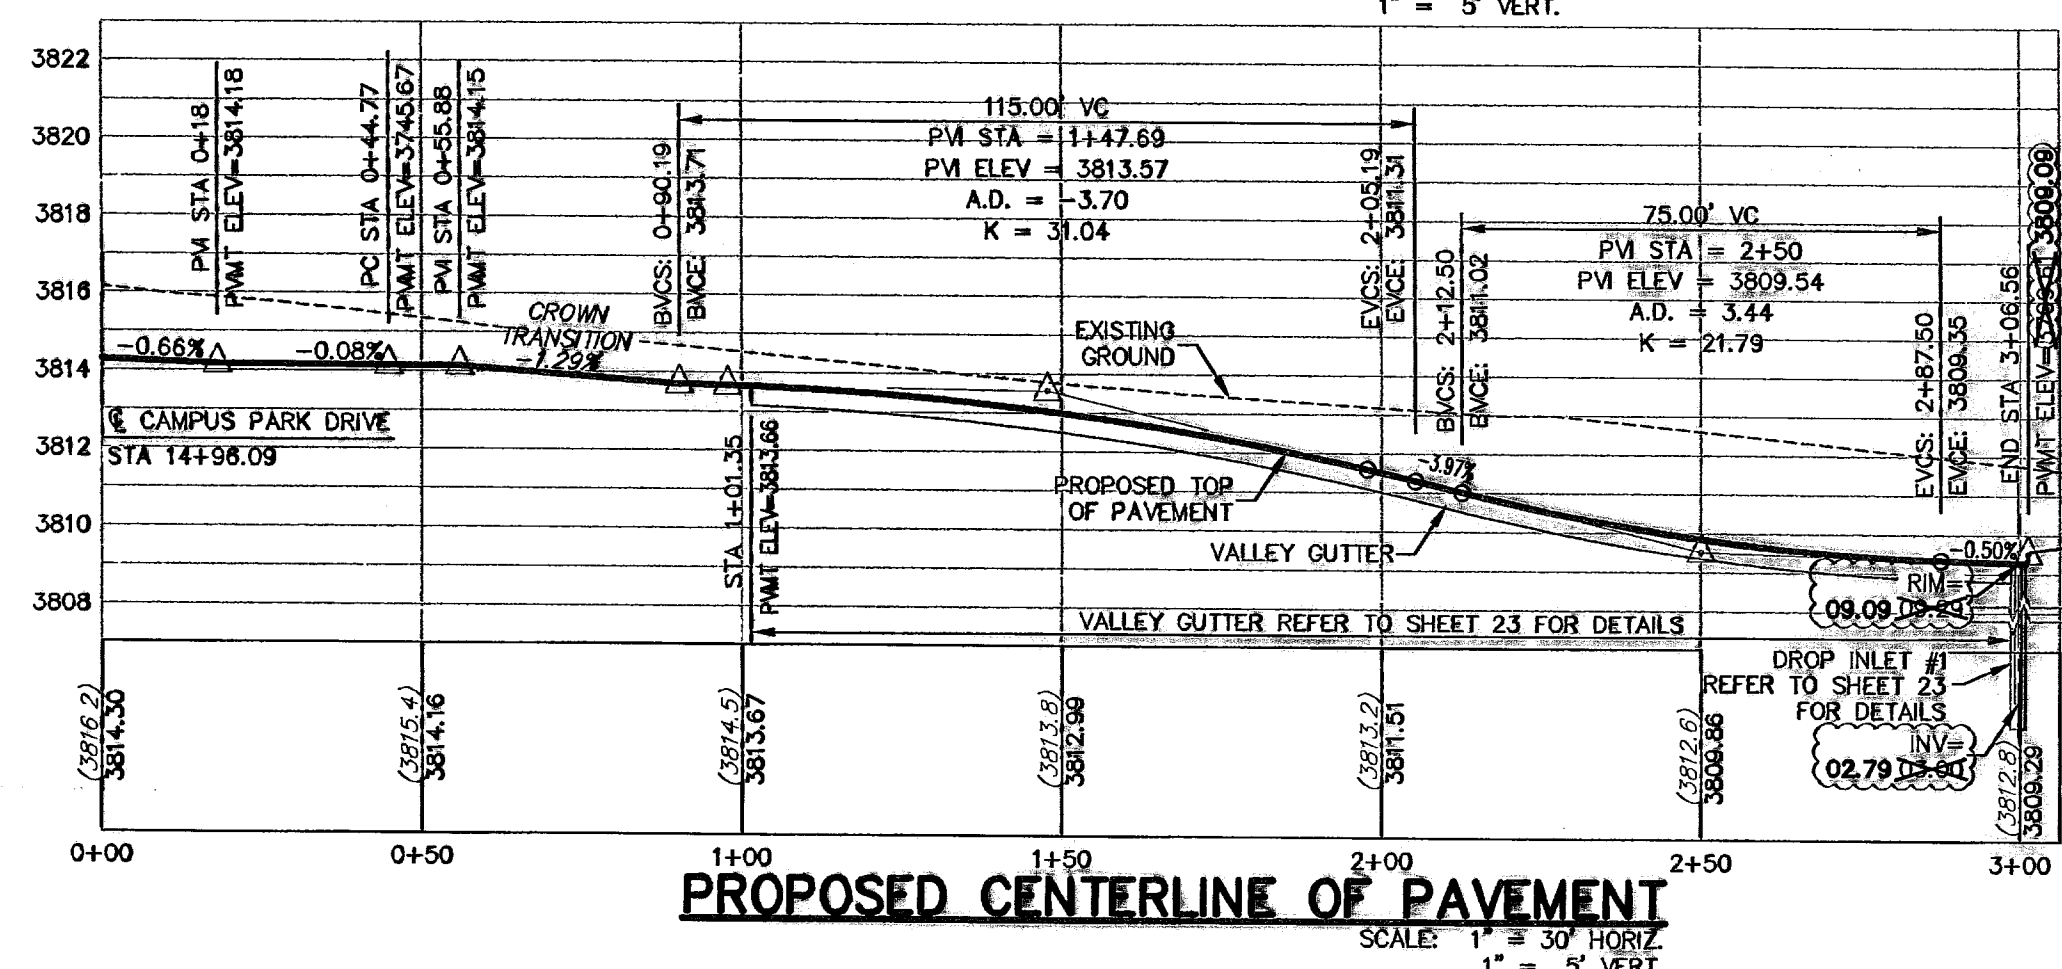 1" = 5' VERT.
3822
3820
3818
3816
3814
3812
3810
3808
PVI STA 0+18
PVMT ELEV=3814.18
PC STA 0+44.77
PVMT ELEV=3745.67
PVI STA 0+55.88
PVMT ELEV=3814.15
BVCS: 0+90.19
BVCE: 3813.71
115.00' VC
PVI STA = 1+47.69
PVI ELEV = 3813.57
A.D. = -3.70
K = 31.04
EVCS: 2+05.19
EVCE: 3811.31
BVCS: 2+12.50
BVCE: 3811.02
75.00' VC
PVI STA = 2+50
PVI ELEV = 3809.54
A.D. = 3.44
K = 21.79
EVCS: 2+87.50
EVCE: 3809.35
END STA 3+06.56
PVMT ELEV= 3809.09
-0.66%
-0.08%
CROWN
TRANSITION
-1.29%
EXISTING
GROUND
℄ CAMPUS PARK DRIVE
STA 14+96.09
STA 1+01.35
PVMT ELEV=3813.66
PROPOSED TOP
OF PAVEMENT
-3.97%
VALLEY GUTTER
-0.50%
RIM=
09.09 09.29
VALLEY GUTTER REFER TO SHEET 23 FOR DETAILS
DROP INLET #1
REFER TO SHEET 23
FOR DETAILS
INV=
02.79 03.00
(3816.2)
3814.30
(3815.4)
3814.16
(3814.5)
3813.67
(3813.8)
3812.99
(3813.2)
3811.51
(3812.6)
3809.86
(3812.8)
3809.29
0+00
0+50
1+00
1+50
2+00
2+50
3+00
PROPOSED CENTERLINE OF PAVEMENT
SCALE: 1" = 30' HORIZ.
1" = 5' VERT.